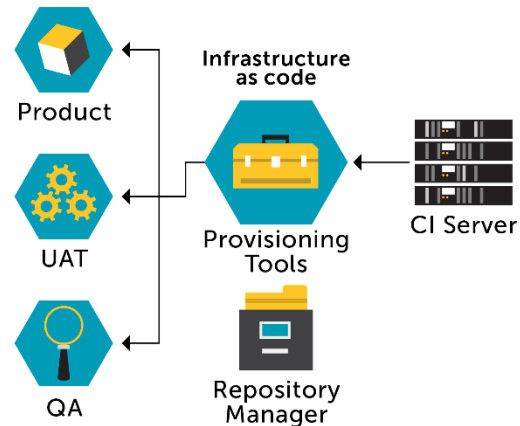 Infrastructure
as code
Product
Provisioning
Tools
CI Server
UAT
QA
Repository
Manager